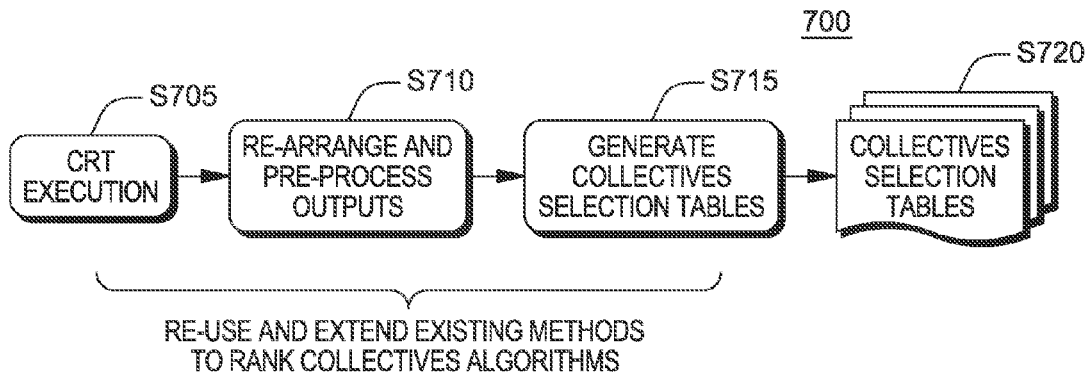 700
S705
S710
S715
S720
CRT
EXECUTION
RE-ARRANGE AND
PRE-PROCESS
OUTPUTS
GENERATE
COLLECTIVES
SELECTION TABLES
COLLECTIVES
SELECTION
TABLES
RE-USE AND EXTEND EXISTING METHODS
TO RANK COLLECTIVES ALGORITHMS